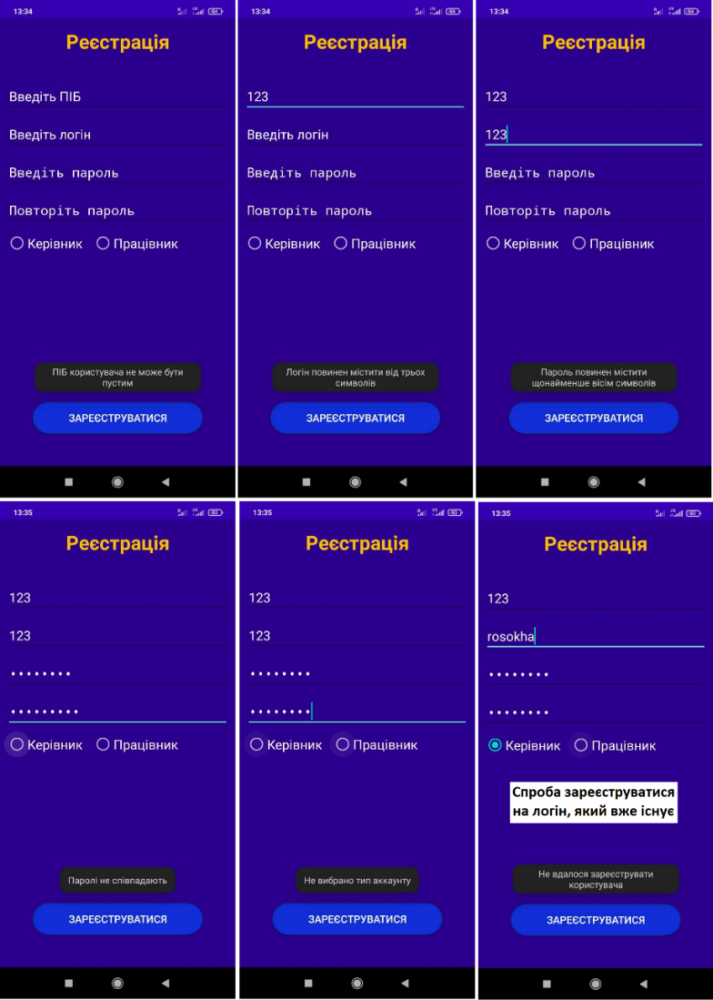 13:34
Реєстрація
Введіть ПІБ
Введіть логін
Введіть пароль
Повторіть пароль
Керівник Працівник
ПІБ користувача не може бути
пустим
ЗАРЕЄСТРУВАТИСЯ
13:34
Реєстрація
123
Введіть логін
Введіть пароль
Повторіть пароль
Керівник Працівник
Логін повинен містити від трьох
символів
ЗАРЕЄСТРУВАТИСЯ
13:34
Реєстрація
123
123
Введіть пароль
Повторіть пароль
Керівник Працівник
Пароль повинен містити
щонайменше вісім символів
ЗАРЕЄСТРУВАТИСЯ
13:35
Реєстрація
123
123
••••••••
•••••••••
Керівник Працівник
Паролі не співпадають
ЗАРЕЄСТРУВАТИСЯ
13:35
Реєстрація
123
123
••••••••
••••••••
Керівник Працівник
Не вибрано тип аккаунту
ЗАРЕЄСТРУВАТИСЯ
13:35
Реєстрація
123
rosokha
••••••••
••••••••
Керівник Працівник
Спроба зареєструватися
на логін, який вже існує
Не вдалося зареєструвати
користувача
ЗАРЕЄСТРУВАТИСЯ